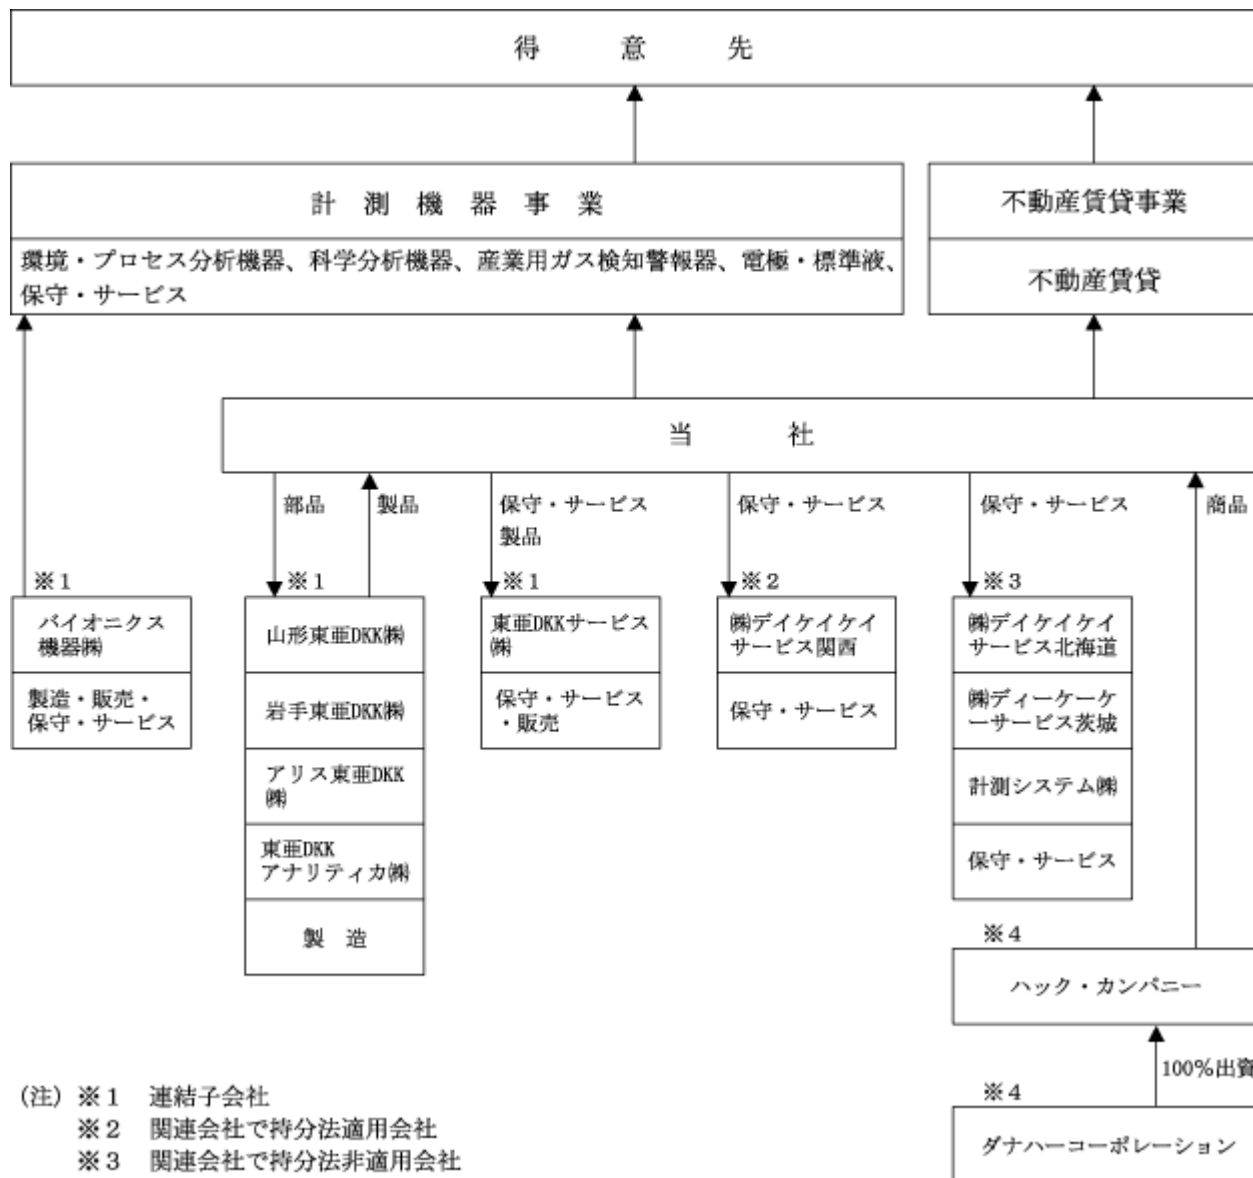 得意先
計測機器事業
環境・プロセス分析機器、科学分析機器、産業用ガス検知警報器、電極・標準液、
保守・サービス
不動産賃貸事業
不動産賃貸
当社
部品
製品
保守・サービス
製品
保守・サービス
保守・サービス
商品
※1
バイオニクス
機器㈱
製造・販売・
保守・サービス
※1
山形東亜DKK㈱
岩手東亜DKK㈱
アリス東亜DKK
㈱
東亜DKK
アナリティカ㈱
製造
※1
東亜DKKサービス
㈱
保守・サービス
・販売
※2
㈱デイケイケイ
サービス関西
保守・サービス
※3
㈱デイケイケイ
サービス北海道
㈱ディーケーケ
ーサービス茨城
計測システム㈱
保守・サービス
※4
ハック・カンパニー
100%出資
※4
ダナハーコーポレーション
(注) ※1 連結子会社
※2 関連会社で持分法適用会社
※3 関連会社で持分法非適用会社